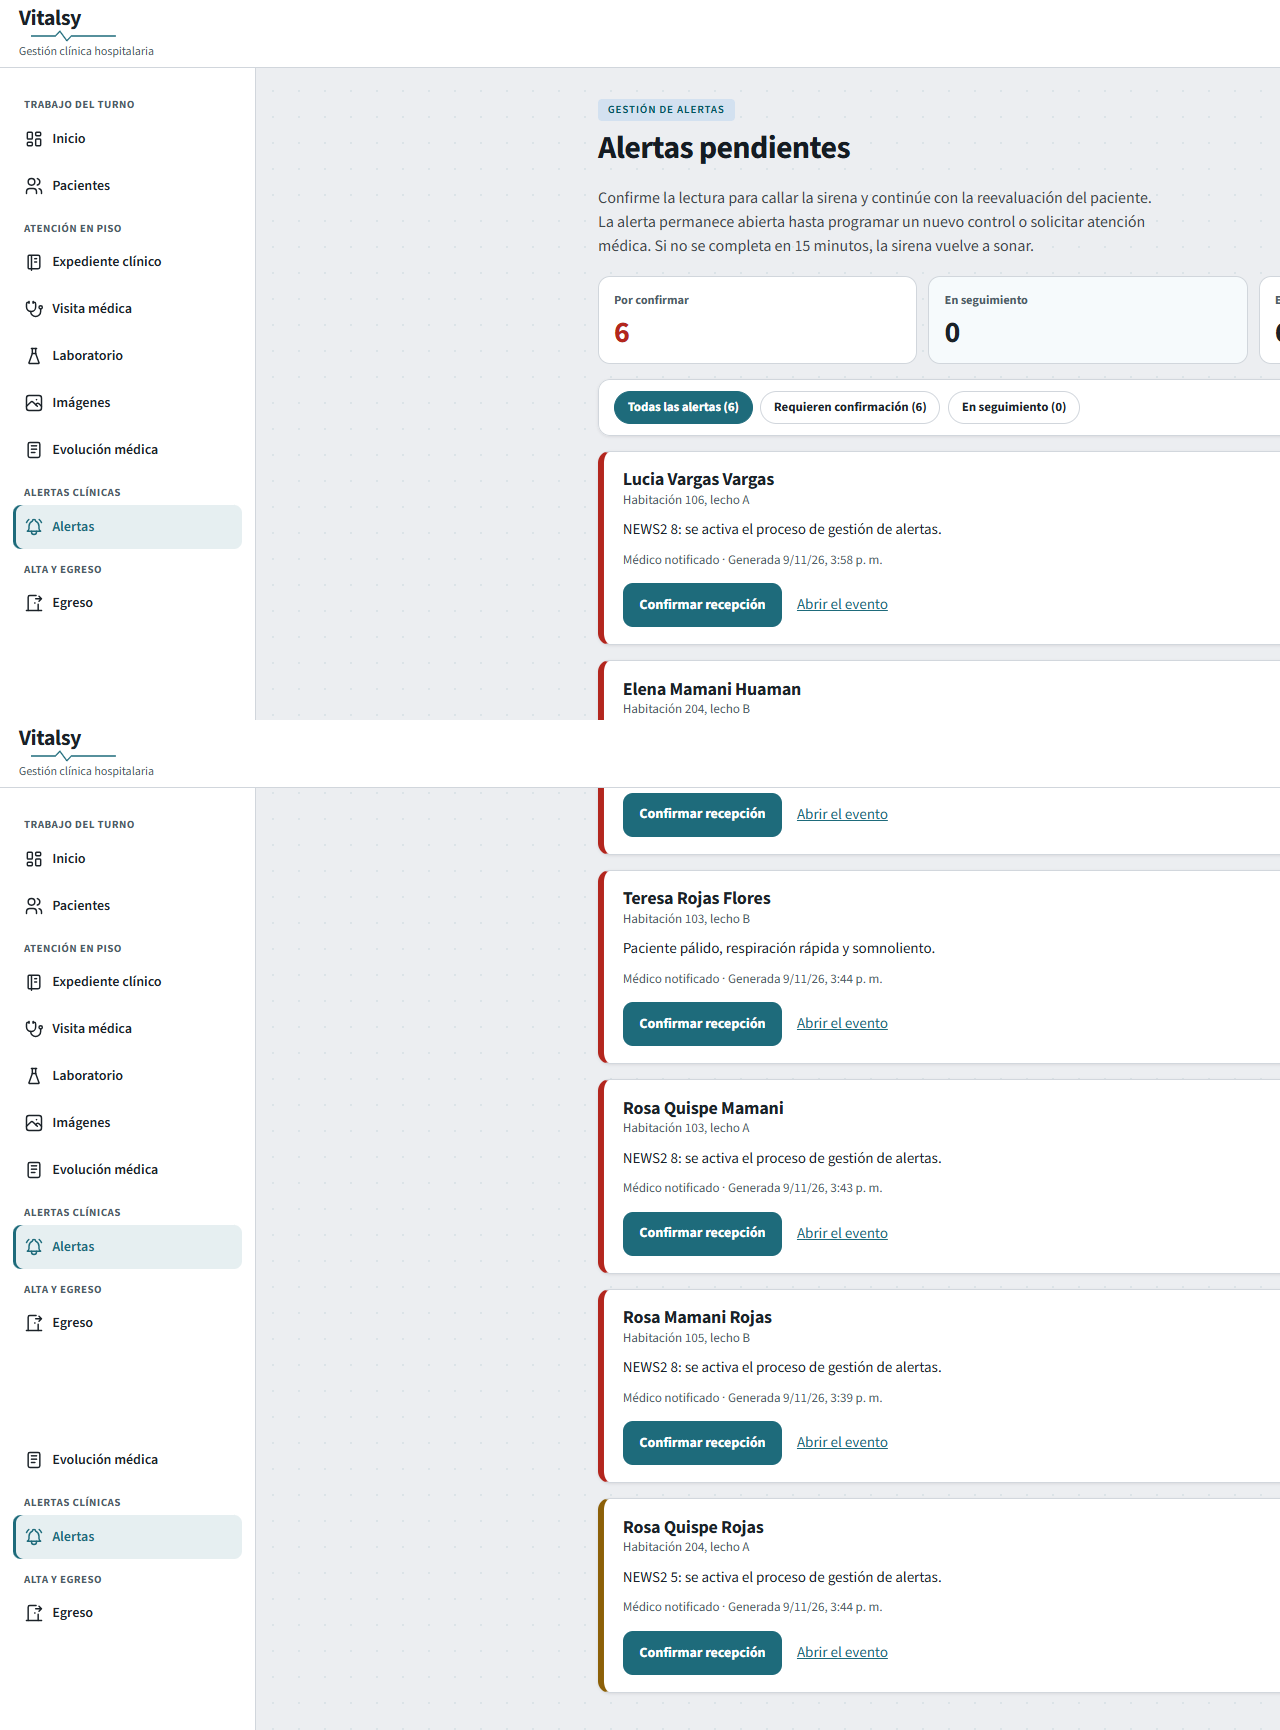 Vitalsy
Gestión clínica hospitalaria
TRABAJO DEL TURNO
Inicio
Pacientes
ATENCIÓN EN PISO
Expediente clínico
Visita médica
Laboratorio
Imágenes
Evolución médica
ALERTAS CLÍNICAS
Alertas
ALTA Y EGRESO
Egreso
GESTIÓN DE ALERTAS
Alertas pendientes
Confirme la lectura para callar la sirena y continúe con la reevaluación del paciente.
La alerta permanece abierta hasta programar un nuevo control o solicitar atención
médica. Si no se completa en 15 minutos, la sirena vuelve a sonar.
Por confirmar
6
En seguimiento
0
Todas las alertas (6)
Requieren confirmación (6)
En seguimiento (0)
Lucia Vargas Vargas
Habitación 106, lecho A
NEWS2 8: se activa el proceso de gestión de alertas.
Médico notificado · Generada 9/11/26, 3:58 p. m.
Confirmar recepción
Abrir el evento
Elena Mamani Huaman
Habitación 204, lecho B
Vitalsy
Gestión clínica hospitalaria
TRABAJO DEL TURNO
Inicio
Pacientes
ATENCIÓN EN PISO
Expediente clínico
Visita médica
Laboratorio
Imágenes
Evolución médica
ALERTAS CLÍNICAS
Alertas
ALTA Y EGRESO
Egreso
Evolución médica
ALERTAS CLÍNICAS
Alertas
ALTA Y EGRESO
Egreso
Confirmar recepción
Abrir el evento
Teresa Rojas Flores
Habitación 103, lecho B
Paciente pálido, respiración rápida y somnoliento.
Médico notificado · Generada 9/11/26, 3:44 p. m.
Confirmar recepción
Abrir el evento
Rosa Quispe Mamani
Habitación 103, lecho A
NEWS2 8: se activa el proceso de gestión de alertas.
Médico notificado · Generada 9/11/26, 3:43 p. m.
Confirmar recepción
Abrir el evento
Rosa Mamani Rojas
Habitación 105, lecho B
NEWS2 8: se activa el proceso de gestión de alertas.
Médico notificado · Generada 9/11/26, 3:39 p. m.
Confirmar recepción
Abrir el evento
Rosa Quispe Rojas
Habitación 204, lecho A
NEWS2 5: se activa el proceso de gestión de alertas.
Médico notificado · Generada 9/11/26, 3:44 p. m.
Confirmar recepción
Abrir el evento